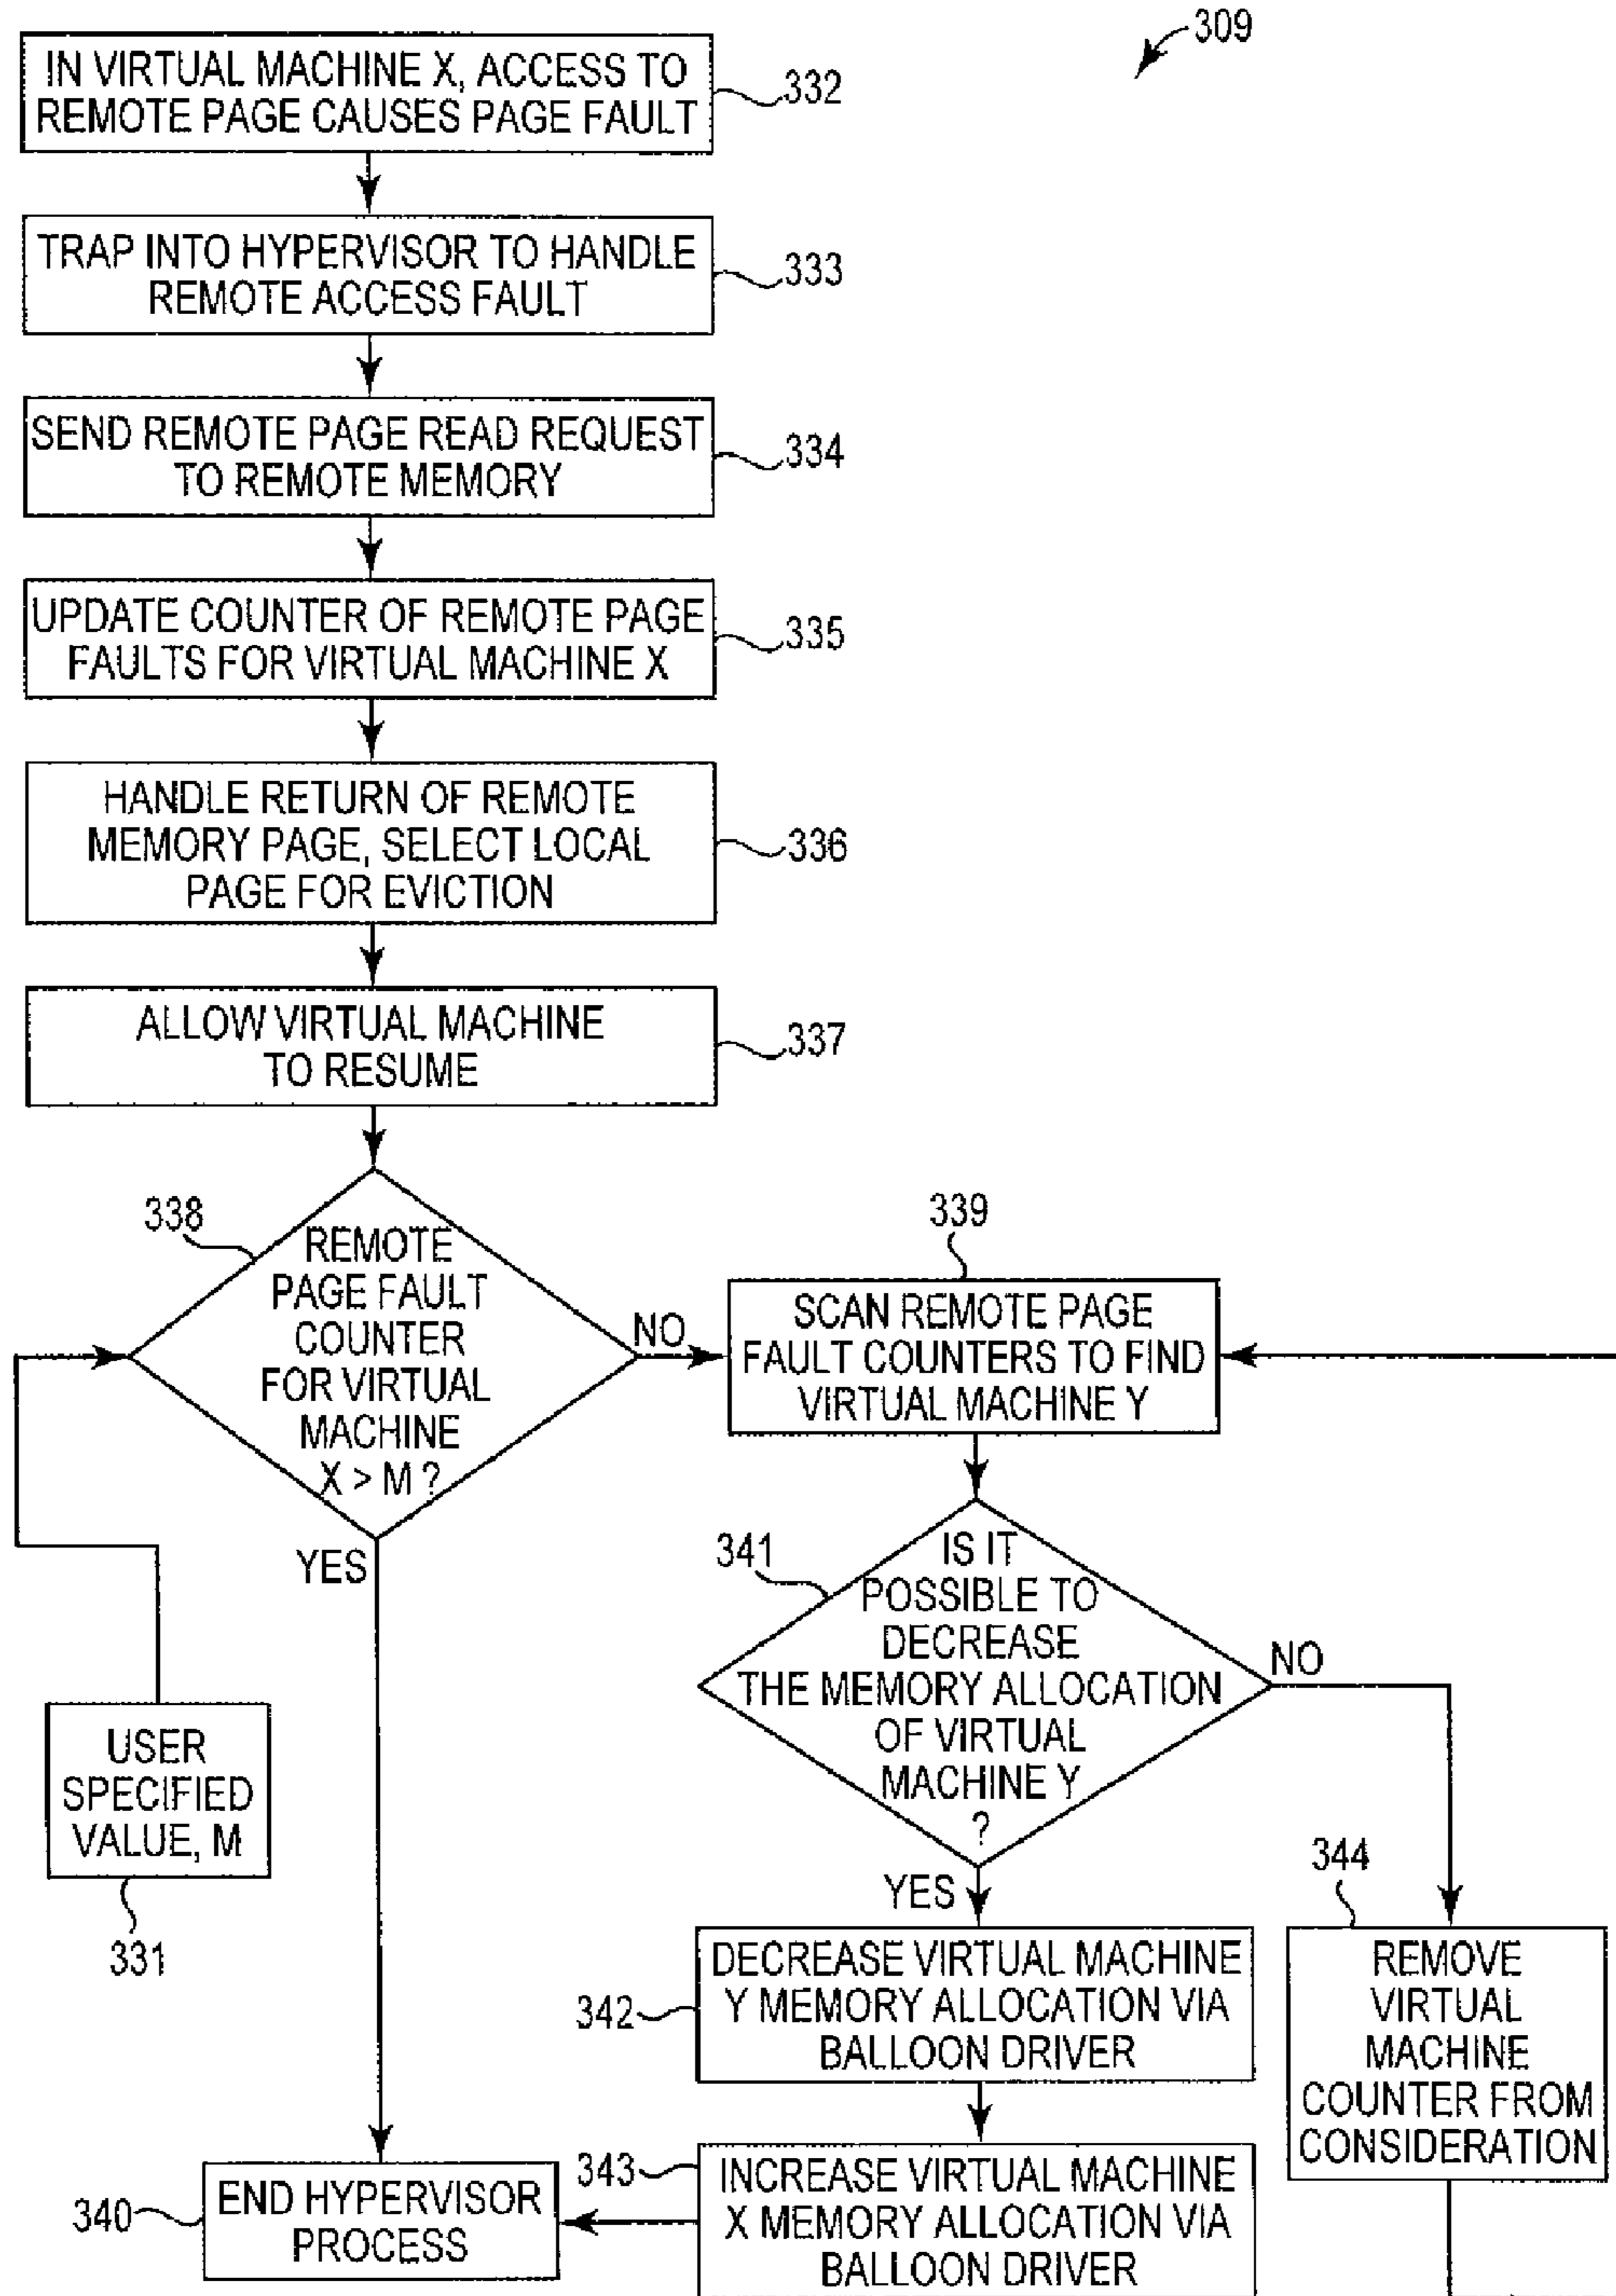 309
IN VIRTUAL MACHINE X, ACCESS TO
REMOTE PAGE CAUSES PAGE FAULT
332
TRAP INTO HYPERVISOR TO HANDLE
REMOTE ACCESS FAULT
333
SEND REMOTE PAGE READ REQUEST
TO REMOTE MEMORY
334
UPDATE COUNTER OF REMOTE PAGE
FAULTS FOR VIRTUAL MACHINE X
335
HANDLE RETURN OF REMOTE
MEMORY PAGE, SELECT LOCAL
PAGE FOR EVICTION
336
ALLOW VIRTUAL MACHINE
TO RESUME
337
338
REMOTE
PAGE FAULT
COUNTER
FOR VIRTUAL
MACHINE
X > M ?
NO
YES
USER
SPECIFIED
VALUE, M
331
339
SCAN REMOTE PAGE
FAULT COUNTERS TO FIND
VIRTUAL MACHINE Y
341
IS IT
POSSIBLE TO
DECREASE
THE MEMORY ALLOCATION
OF VIRTUAL
MACHINE Y
?
NO
YES
342
DECREASE VIRTUAL MACHINE
Y MEMORY ALLOCATION VIA
BALLOON DRIVER
344
REMOVE
VIRTUAL
MACHINE
COUNTER FROM
CONSIDERATION
343
INCREASE VIRTUAL MACHINE
X MEMORY ALLOCATION VIA
BALLOON DRIVER
340
END HYPERVISOR
PROCESS